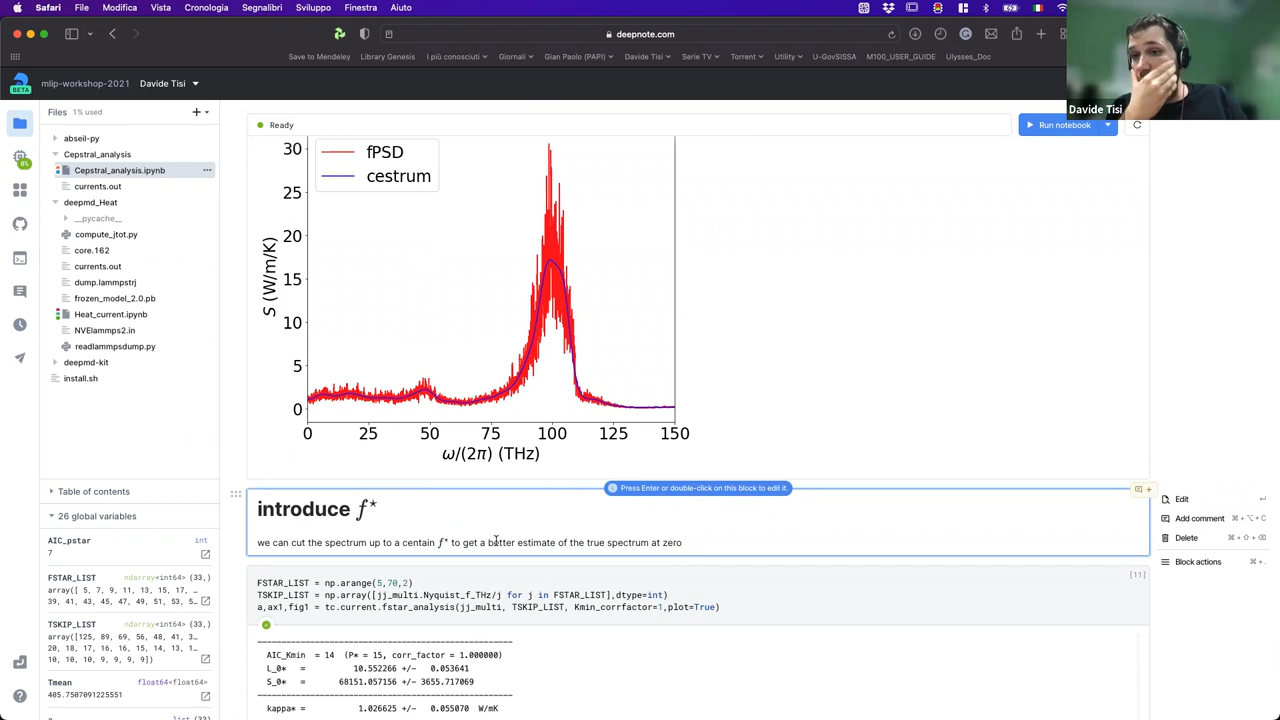 Safari File Modifica Vista Cronologia Segnalibri Finestra Aiuto
deepnote.com
Save to Mendeley Library Genesis I più conosciuti Giornali Gian Paolo (PAPI) Davide Tisi Serie TV Torrent Utility U-GovSISSA M100_USER_GUIDE Ulysses_Doc
BETA mlip-workshop-2021 Davide Tisi
Davide Tisi
Files 1% used
Ready
Run notebook
abseil-py
Cepstral_analysis
Cepstral_analysis.ipynb
currents.out
deepmd_Heat
__pycache__
compute_jtot.py
core.162
currents.out
dump.lammpstrj
frozen_model_2.0.pb
Heat_current.ipynb
NVElammps2.in
readlammpsdump.py
deepmd-kit
install.sh
0%
fPSD
cestrum
30
25
20
15
10
5
0
S (W/m/K)
0 25 50 75 100 125 150
ω/(2π) (THz)
Table of contents
26 global variables
AIC_pstar int
7
FSTAR_LIST ndarray<int64> (33,)
array([ 5, 7, 9, 11, 13, 15, 17, ..
39, 41, 43, 45, 47, 49, 51, 53, 5…
TSKIP_LIST ndarray<int64> (33,)
array([125, 89, 69, 56, 48, 41, 3…
20, 18, 17, 16, 16, 15, 14, 13, 1…
10, 10, 10, 9, 9, 9, 9])
Tmean float64<float64>
405.7507091225551
Press Enter or double-click on this block to edit it.
introduce f⋆
we can cut the spectrum up to a centain f* to get a better estimate of the true spectrum at zero
Edit
Add comment
Delete
Block actions
[11]
FSTAR_LIST = np.arange(5,70,2)
TSKIP_LIST = np.array([jj_multi.Nyquist_f_THz/j for j in FSTAR_LIST],dtype=int)
a,ax1,fig1 = tc.current.fstar_analysis(jj_multi, TSKIP_LIST, Kmin_corrfactor=1,plot=True)
-----------------------------------------------------
AIC_Kmin = 14 (P* = 15, corr_factor = 1.000000)
L_0* = 10.552266 +/- 0.053641
S_0* = 68151.057156 +/- 3655.717069
-----------------------------------------------------
kappa* = 1.026625 +/- 0.055070 W/mK